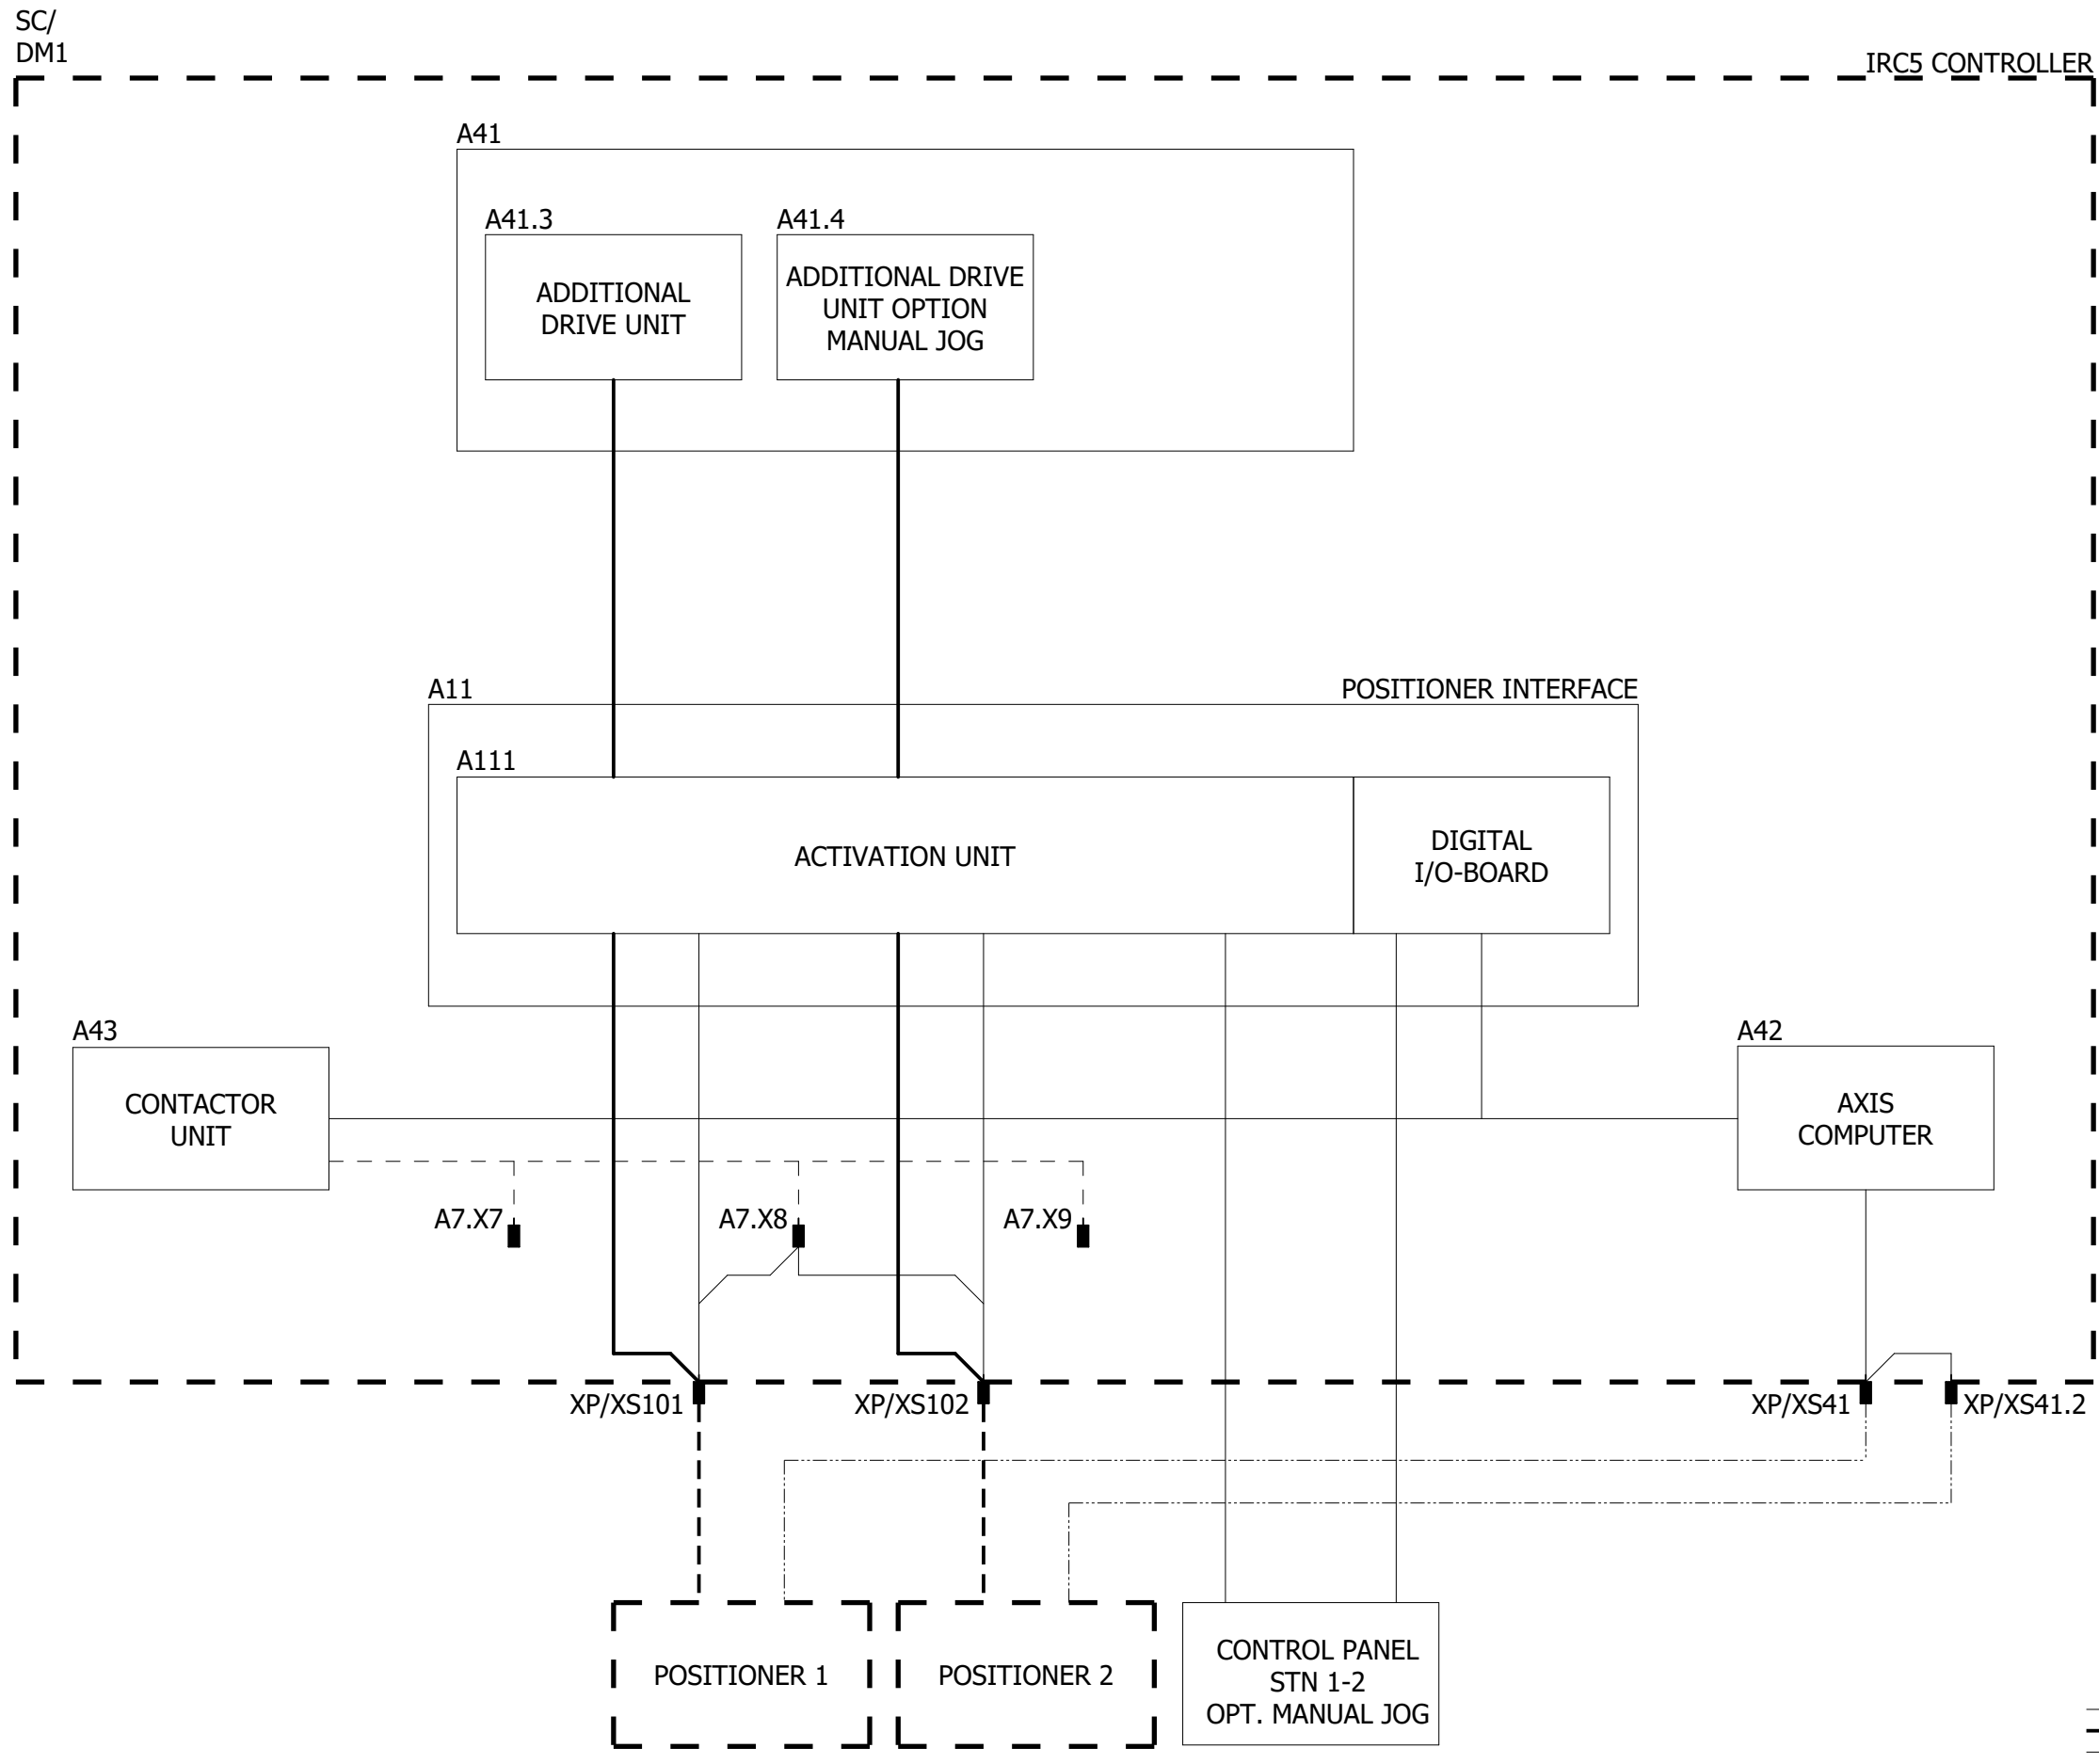 SC/
DM1
IRC5 CONTROLLER
A41
A41.3
A41.4
ADDITIONAL
DRIVE UNIT
ADDITIONAL DRIVE
UNIT OPTION
MANUAL JOG
A11
POSITIONER INTERFACE
A111
ACTIVATION UNIT
DIGITAL
I/O-BOARD
A43
A42
CONTACTOR
UNIT
AXIS
COMPUTER
A7.X7
A7.X8
A7.X9
XP/XS101
XP/XS102
XP/XS41
XP/XS41.2
POSITIONER 1
POSITIONER 2
CONTROL PANEL
STN 1-2
OPT. MANUAL JOG